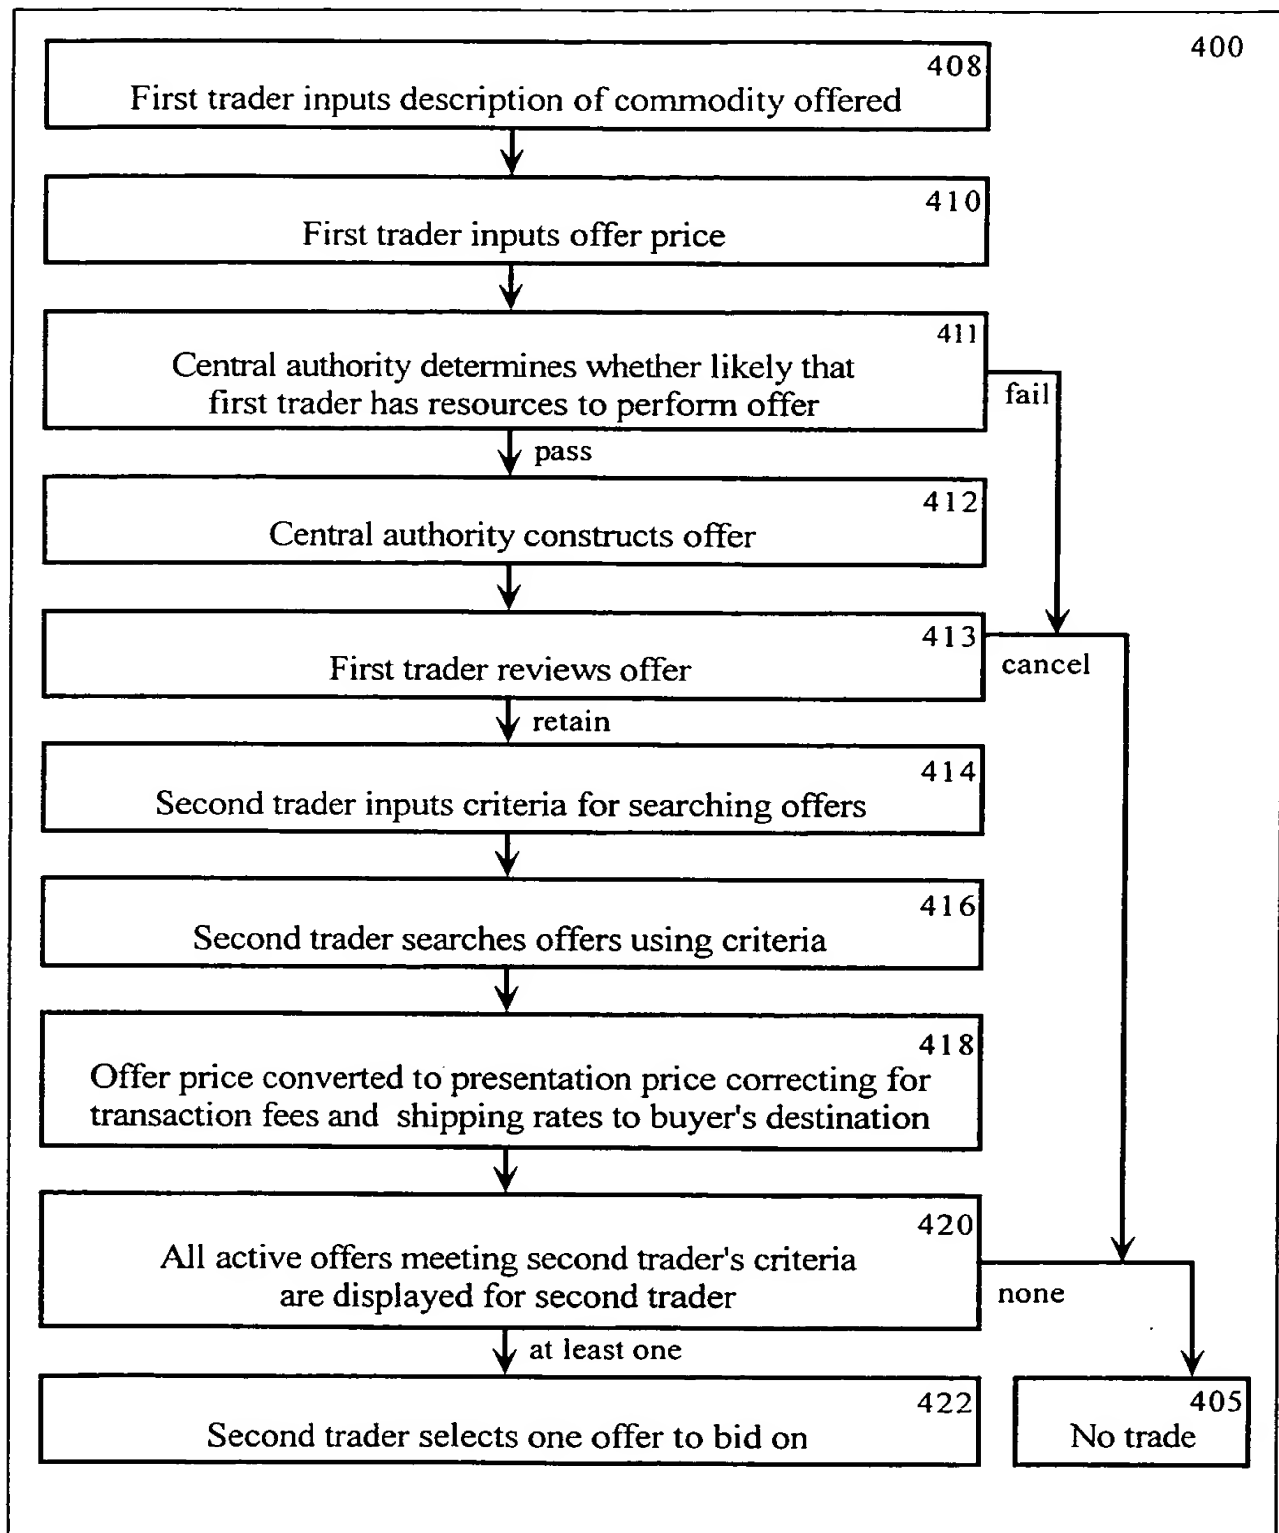 400
408
First trader inputs description of commodity offered
410
First trader inputs offer price
411
Central authority determines whether likely that
first trader has resources to perform offer
fail
pass
412
Central authority constructs offer
413
First trader reviews offer
cancel
retain
414
Second trader inputs criteria for searching offers
416
Second trader searches offers using criteria
418
Offer price converted to presentation price correcting for
transaction fees and shipping rates to buyer's destination
420
All active offers meeting second trader's criteria
are displayed for second trader
none
at least one
422
Second trader selects one offer to bid on
405
No trade